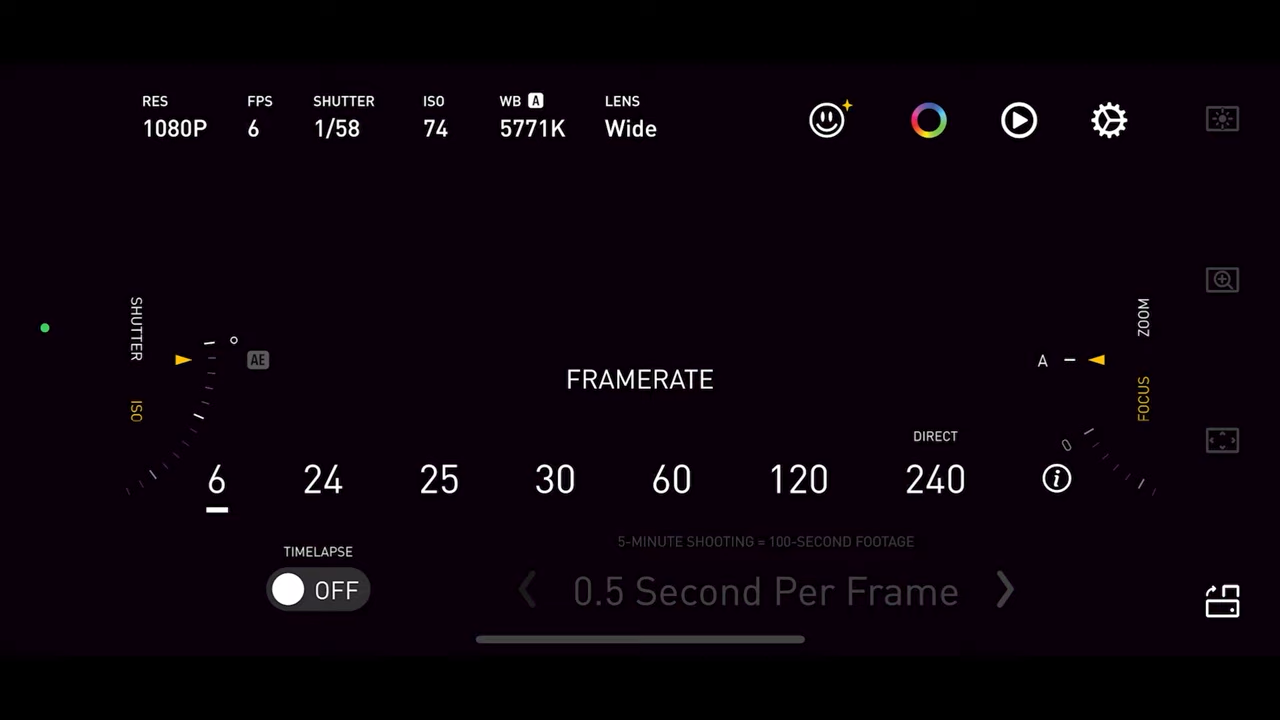 RES FPS SHUTTER ISO WB A LENS
1080P 6 1/58 74 5771K Wide
SHUTTER
ISO
AE
ZOOM
FOCUS
A
0
FRAMERATE
DIRECT
6 24 25 30 60 120 240 i
TIMELAPSE
OFF
5-MINUTE SHOOTING = 100-SECOND FOOTAGE
0.5 Second Per Frame